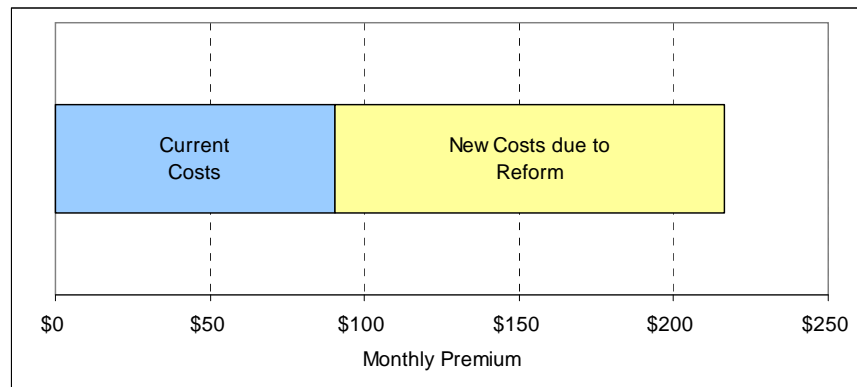 Current
Costs
New Costs due to
Reform
$0
$50
$100
$150
$200
$250
Monthly Premium